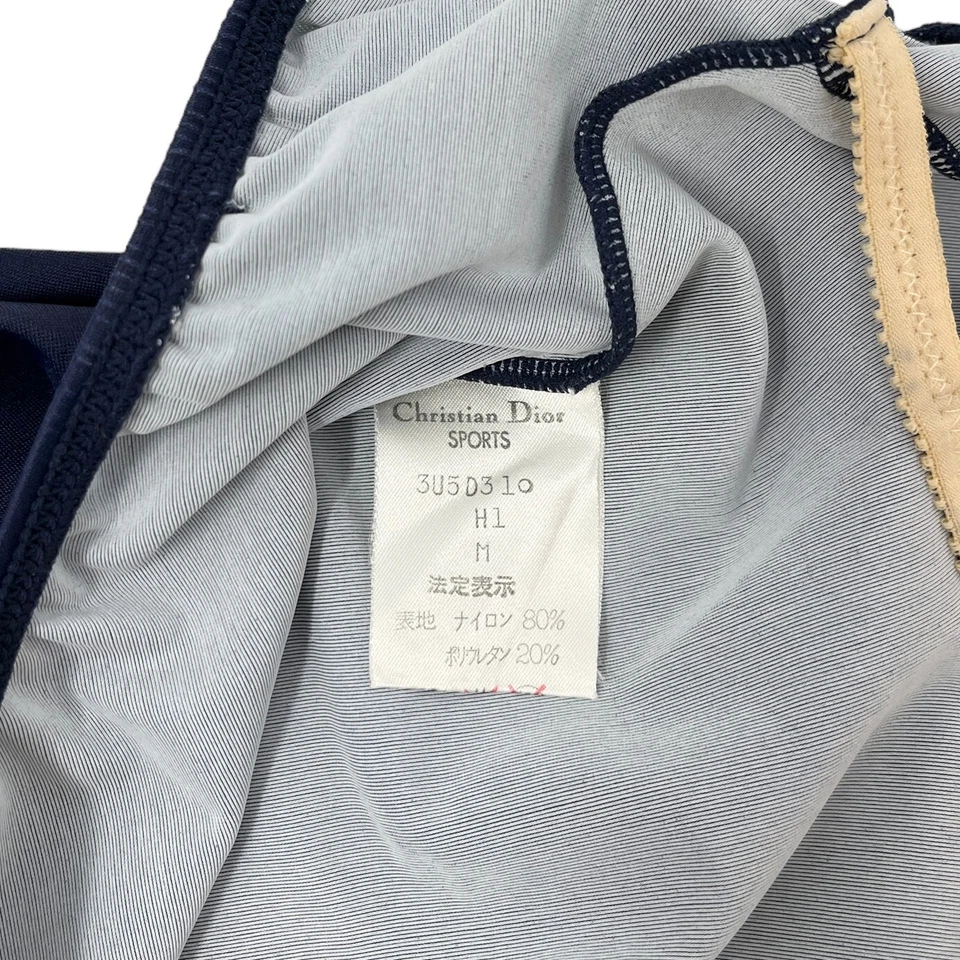 Christian Dior
SPORTS
3U5D310
H1
M
法定表示
表地 ナイロン 80%
ポリウレタン 20%